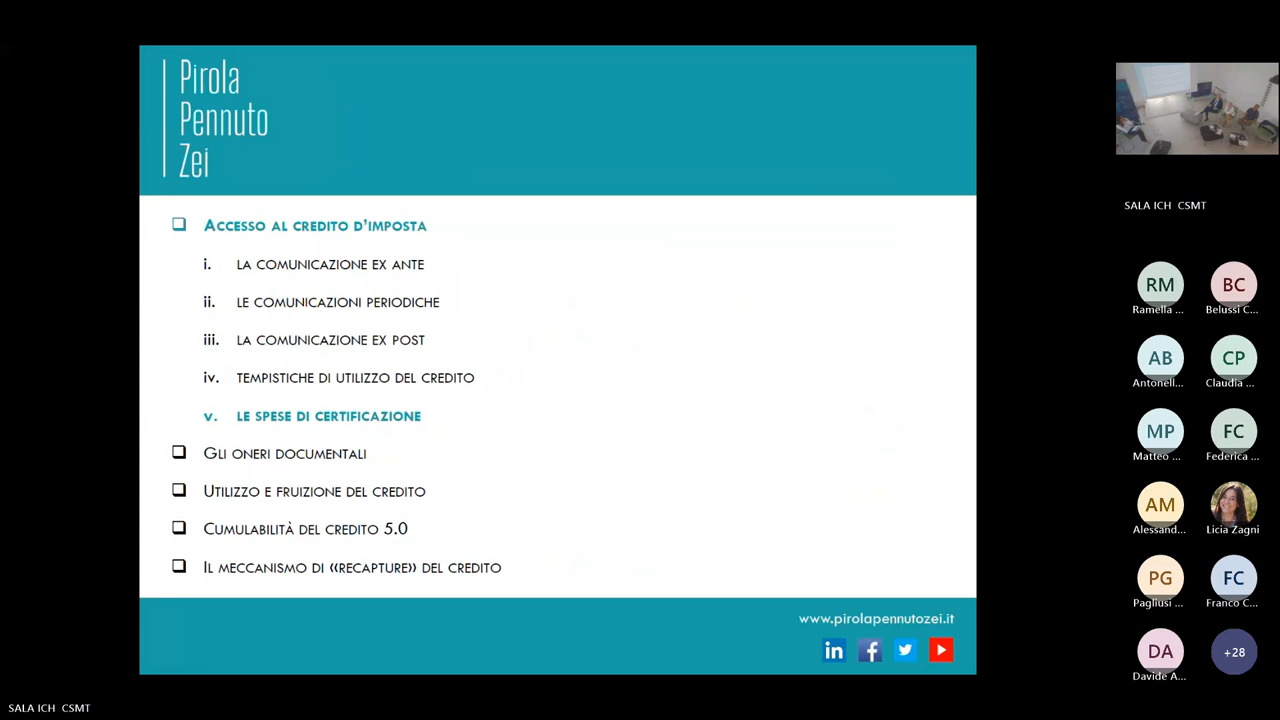 Pirola
Pennuto
Zei
❑ Accesso al credito d'imposta
i. la comunicazione ex ante
ii. le comunicazioni periodiche
iii. la comunicazione ex post
iv. tempistiche di utilizzo del credito
v. le spese di certificazione
❑ Gli oneri documentali
❑ Utilizzo e fruizione del credito
❑ Cumulabilità del credito 5.0
❑ Il meccanismo di «recapture» del credito
www.pirolapennutozei.it
in f
SALA ICH CSMT
RM BC
Ramella ... Belussi C...
AB CP
Antonell... Claudia ...
MP FC
Matteo ... Federica ...
AM
Alessand... Licia Zagni
PG FC
Pagliusi ... Franco C...
DA +28
Davide A...
SALA ICH CSMT